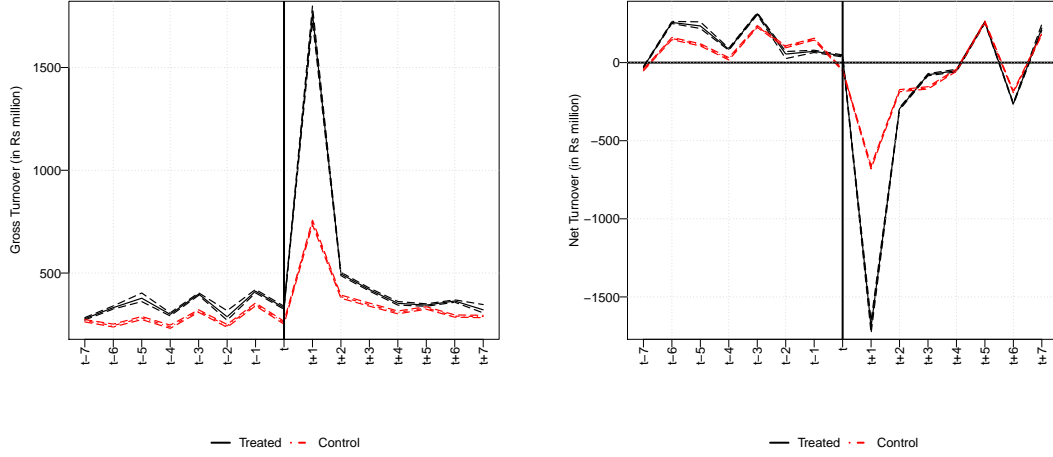 Gross Turnover (in Rs million)
1500
1000
500
t−7 t−6 t−5 t−4 t−3 t−2 t−1 t t+1 t+2 t+3 t+4 t+5 t+6 t+7
Treated Control
Net Turnover (in Rs million)
0
−500
−1000
−1500
t−7 t−6 t−5 t−4 t−3 t−2 t−1 t t+1 t+2 t+3 t+4 t+5 t+6 t+7
Treated Control